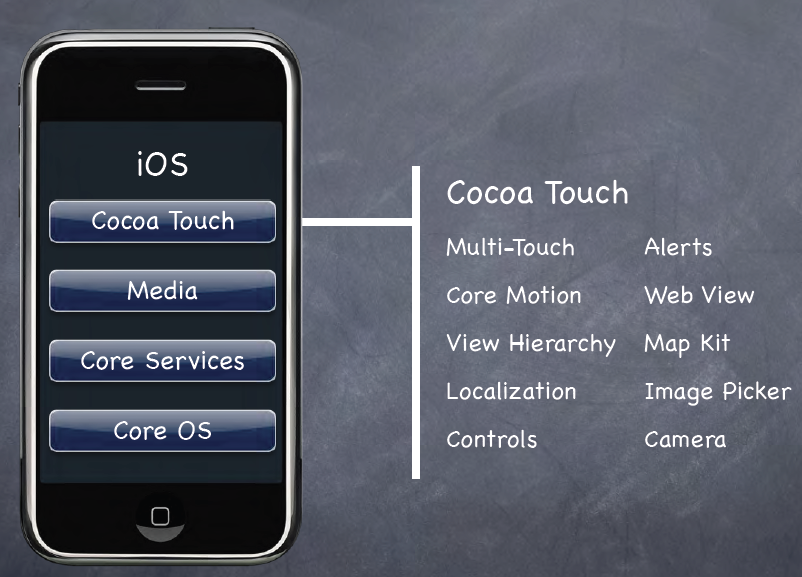 iOS
Cocoa Touch
Media
Core Services
Core OS
Cocoa Touch
Multi-Touch Alerts
Core Motion Web View
View Hierarchy Map Kit
Localization Image Picker
Controls Camera